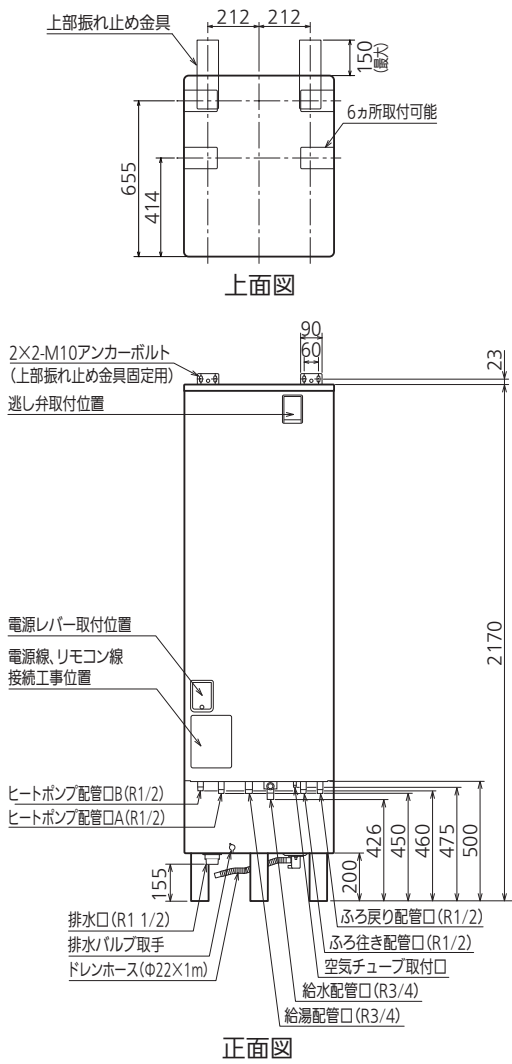 上部振れ止め金具
212
212
150
(最大)
6ヵ所取付可能
655
414
上面図
90
60
23
2×2-M10アンカーボルト
(上部振れ止め金具固定用)
逃し弁取付位置
2170
電源レバー取付位置
電源線、リモコン線
接続工事位置
ヒートポンプ配管口B(R1/2)
ヒートポンプ配管口A(R1/2)
155
200
426
450
460
475
500
排水口(R1 1/2)
排水バルブ取手
ドレンホース(Φ22×1m)
ふろ戻り配管口(R1/2)
ふろ往き配管口(R1/2)
空気チューブ取付口
給水配管口(R3/4)
給湯配管口(R3/4)
正面図